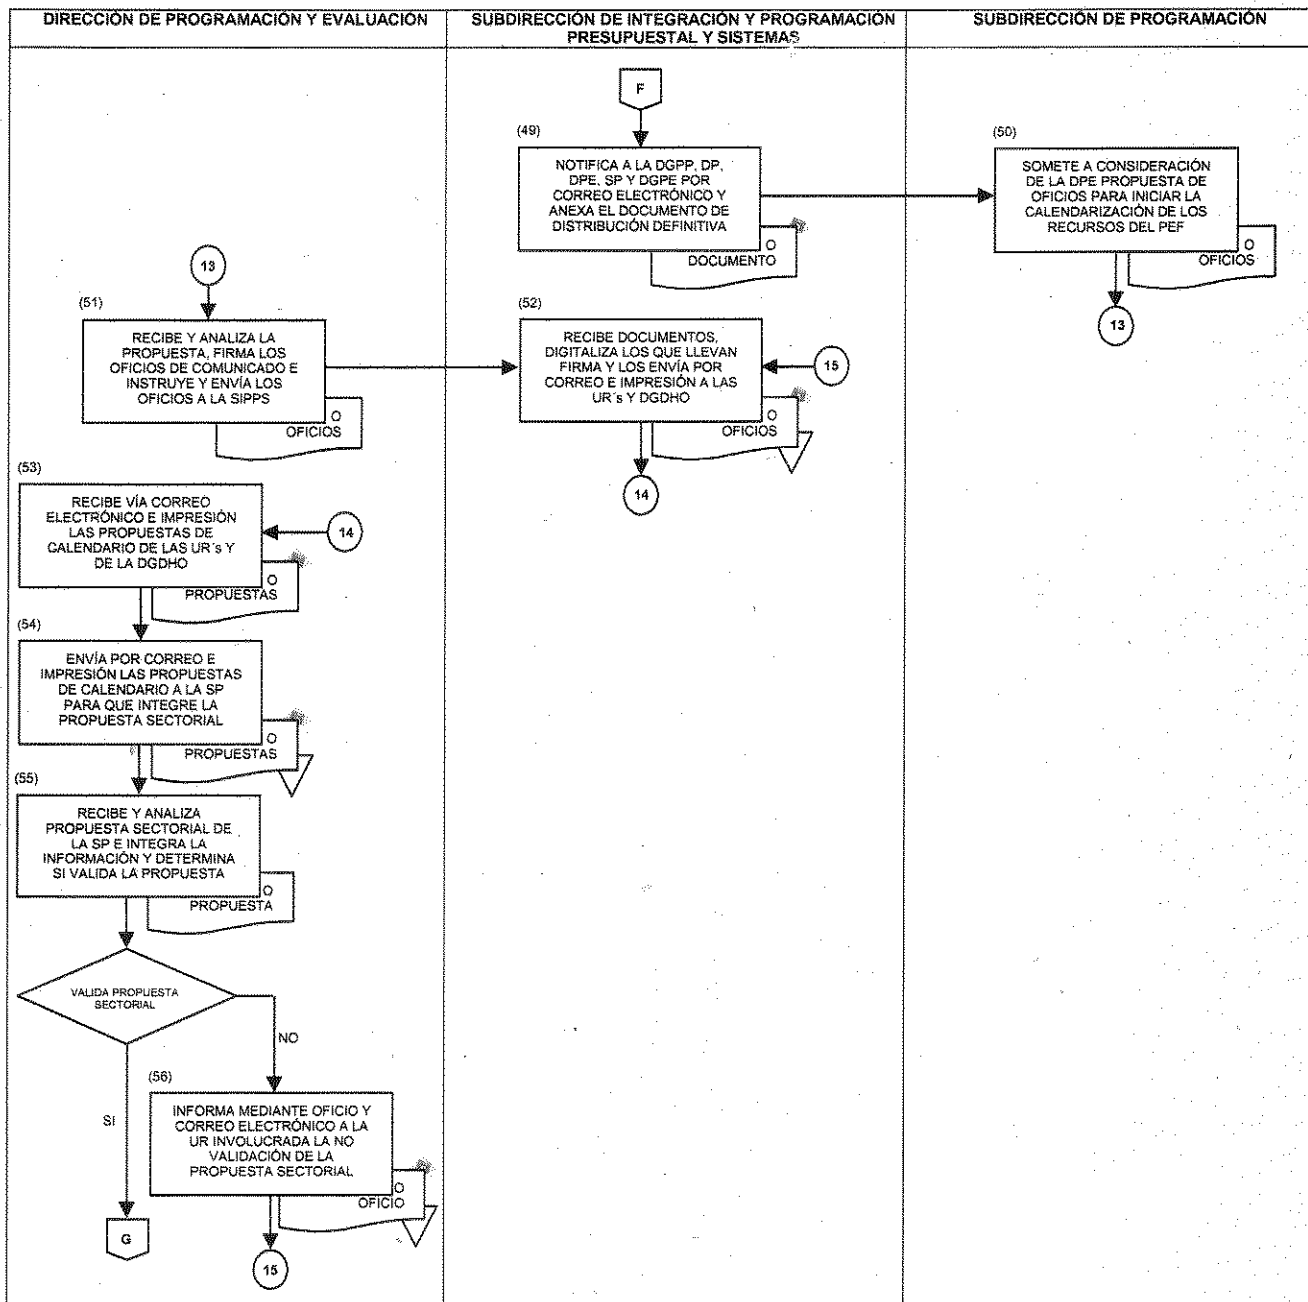 DIRECCIÓN DE PROGRAMACIÓN Y EVALUACIÓN
SUBDIRECCIÓN DE INTEGRACIÓN Y PROGRAMACIÓN
PRESUPUESTAL Y SISTEMAS
SUBDIRECCIÓN DE PROGRAMACIÓN
F
(49)
NOTIFICA A LA DGPP, DP,
DPE, SP Y DGPE POR
CORREO ELECTRÓNICO Y
ANEXA EL DOCUMENTO DE
DISTRIBUCIÓN DEFINITIVA
O
DOCUMENTO
(50)
SOMETE A CONSIDERACIÓN
DE LA DPE PROPUESTA DE
OFICIOS PARA INICIAR LA
CALENDARIZACIÓN DE LOS
RECURSOS DEL PEF
O
OFICIOS
13
13
(51)
RECIBE Y ANALIZA LA
PROPUESTA, FIRMA LOS
OFICIOS DE COMUNICADO E
INSTRUYE Y ENVÍA LOS
OFICIOS A LA SIPPS
O
OFICIOS
(52)
RECIBE DOCUMENTOS,
DIGITALIZA LOS QUE LLEVAN
FIRMA Y LOS ENVÍA POR
CORREO E IMPRESIÓN A LAS
UR´s Y DGDHO
O
OFICIOS
15
14
(53)
RECIBE VÍA CORREO
ELECTRÓNICO E IMPRESIÓN
LAS PROPUESTAS DE
CALENDARIO DE LAS UR´s Y
DE LA DGDHO
O
PROPUESTAS
14
(54)
ENVÍA POR CORREO E
IMPRESIÓN LAS PROPUESTAS
DE CALENDARIO A LA SP
PARA QUE INTEGRE LA
PROPUESTA SECTORIAL
O
PROPUESTAS
(55)
RECIBE Y ANALIZA
PROPUESTA SECTORIAL DE
LA SP E INTEGRA LA
INFORMACIÓN Y DETERMINA
SI VALIDA LA PROPUESTA
O
PROPUESTA
VALIDA PROPUESTA
SECTORIAL
NO
SI
(56)
INFORMA MEDIANTE OFICIO Y
CORREO ELECTRÓNICO A LA
UR INVOLUCRADA LA NO
VALIDACIÓN DE LA
PROPUESTA SECTORIAL
O
OFICIO
G
15